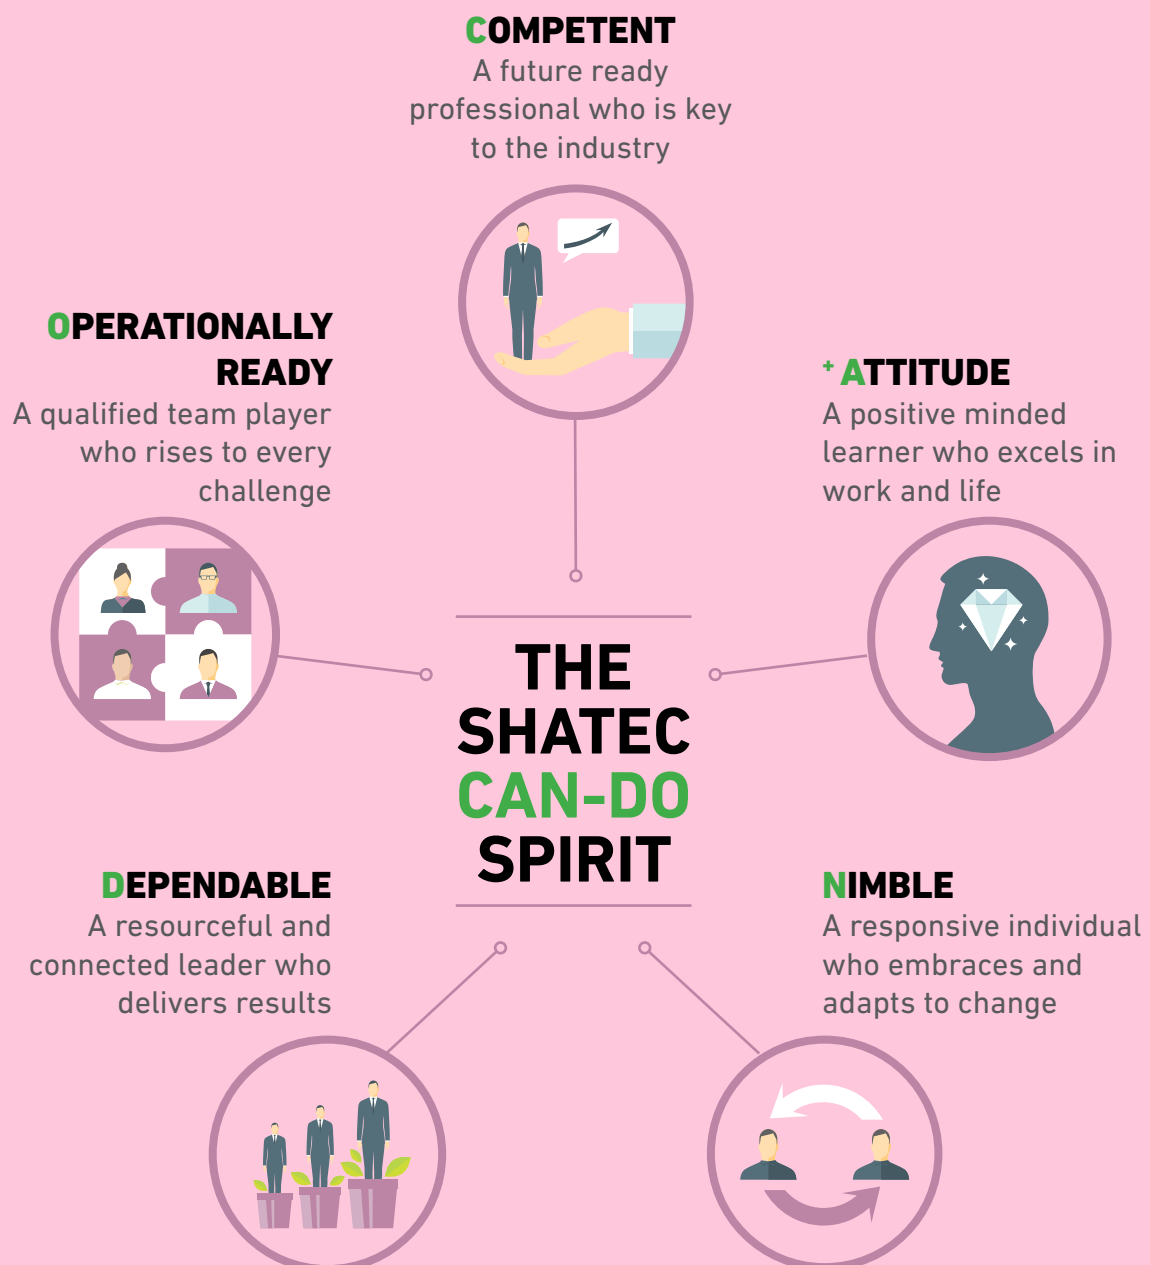 COMPETENT
A future ready
professional who is key
to the industry
OPERATIONALLY
READY
A qualified team player
who rises to every
challenge
+ ATTITUDE
A positive minded
learner who excels in
work and life
THE
SHATEC
CAN-DO
SPIRIT
DEPENDABLE
A resourceful and
connected leader who
delivers results
NIMBLE
A responsive individual
who embraces and
adapts to change